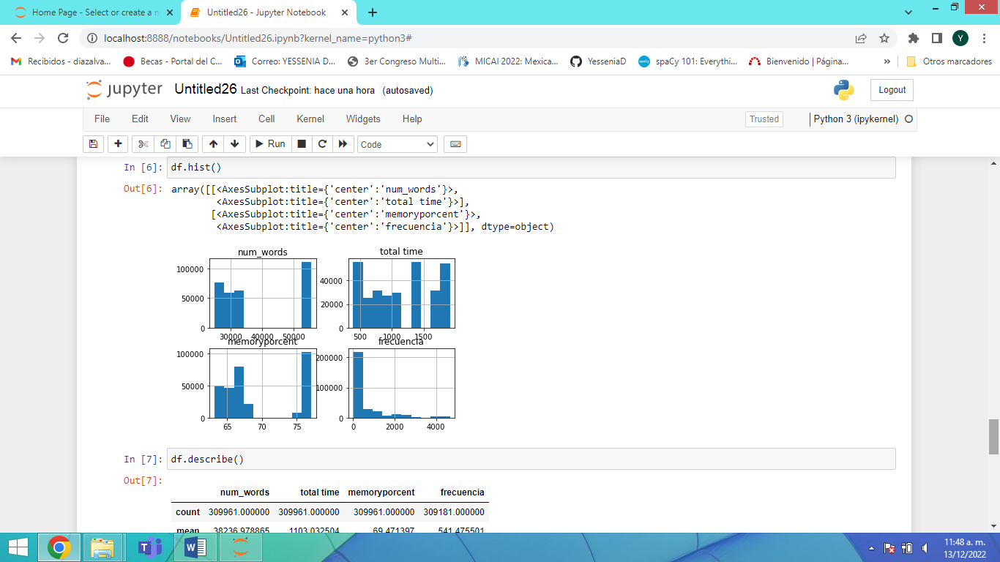 Home Page - Select or create a n
Untitled26 - Jupyter Notebook
localhost:8888/notebooks/Untitled26.ipynb?kernel_name=python3#
Y
Recibidos - diazalva...
Becas - Portal del C...
Correo: YESSENIA D...
3er Congreso Multi...
MICAI 2022: Mexica...
YesseniaD
spaCy 101: Everythi...
Bienvenido | Página...
»
Otros marcadores
jupyter Untitled26 Last Checkpoint: hace una hora (autosaved)
Logout
File Edit View Insert Cell Kernel Widgets Help
Trusted
Python 3 (ipykernel)
Run
Code
In [6]: df.hist()
Out[6]: array([[<AxesSubplot:title={'center':'num_words'}>,
<AxesSubplot:title={'center':'total time'}>],
[<AxesSubplot:title={'center':'memoryporcent'}>,
<AxesSubplot:title={'center':'frecuencia'}>]], dtype=object)
num_words
100000
50000
0
30000 40000 50000
total time
40000
20000
0
500 1000 1500
memoryporcent
100000
50000
0
65 70 75
frecuencia
200000
100000
0
0 2000 4000
In [7]: df.describe()
Out[7]:
num_words total time memoryporcent frecuencia
count 309961.000000 309961.000000 309961.000000 309181.000000
mean 38236.978865 1103.032504 69.471397 541.475501
11:48 a. m.
13/12/2022